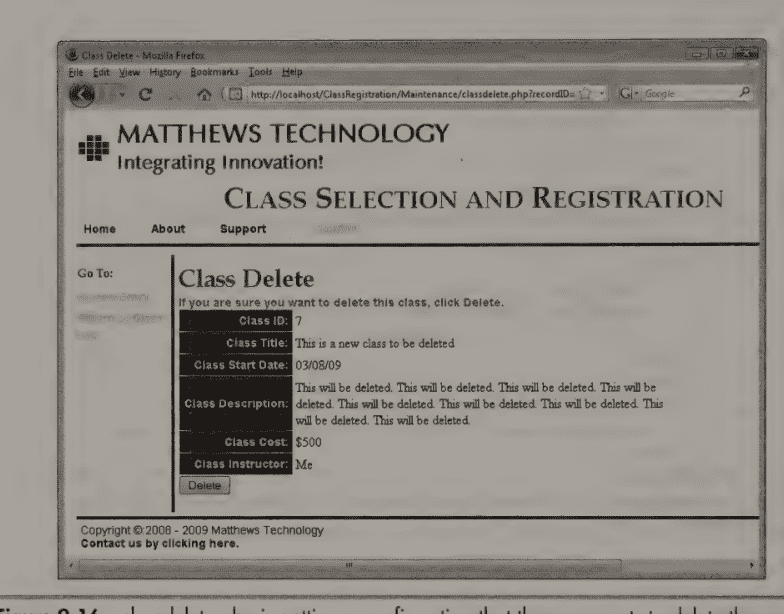 Class Delete - Mozilla Firefox
File Edit View History Bookmarks Tools Help
http://localhost/ClassRegistration/Maintenance/classdelete.php?recordID= Google
MATTHEWS TECHNOLOGY
Integrating Innovation!
CLASS SELECTION AND REGISTRATION
Home About Support
Go To:
Class Delete
If you are sure you want to delete this class, click Delete.
Class ID: 7
Class Title: This is a new class to be deleted
Class Start Date: 03/08/09
Class Description: This will be deleted. This will be deleted. This will be deleted. This will be
deleted. This will be deleted. This will be deleted. This will be deleted. This
will be deleted. This will be deleted.
Class Cost: $500
Class Instructor: Me
Delete
Copyright © 2008 - 2009 Matthews Technology
Contact us by clicking here.